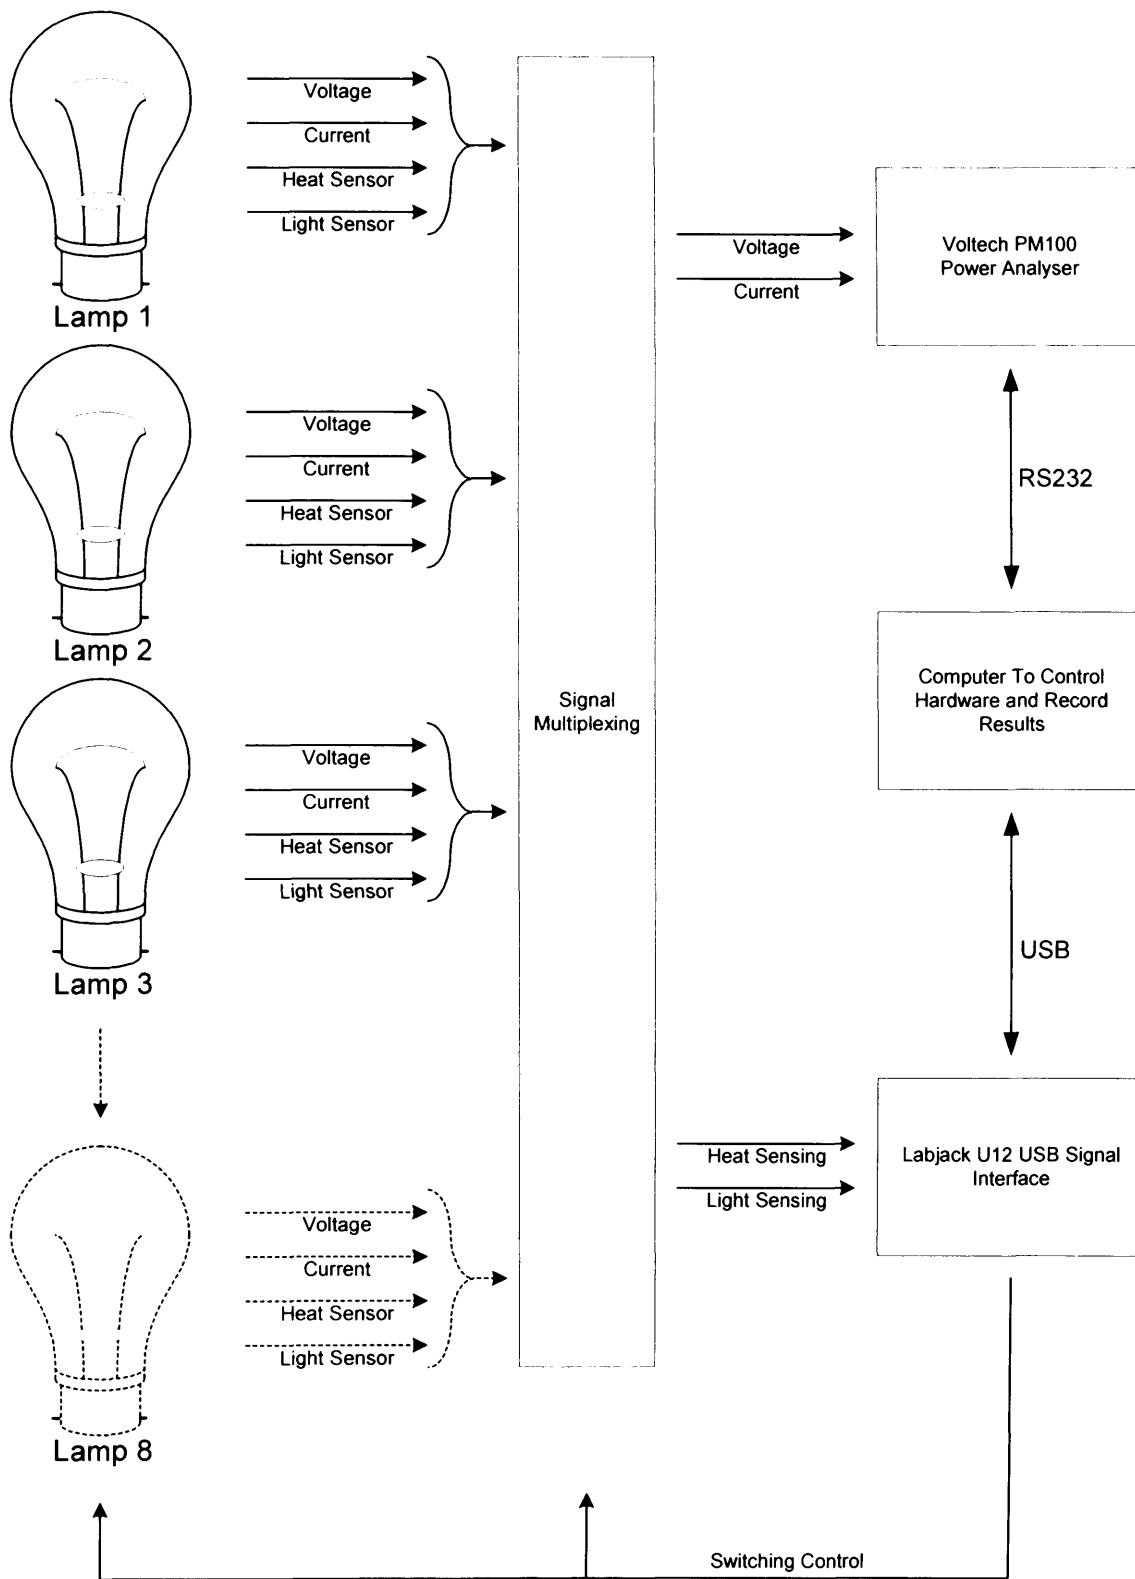 Voltage
Current
Heat Sensor
Light Sensor
Lamp 1
Voltage
Current
Heat Sensor
Light Sensor
Lamp 2
Voltage
Current
Heat Sensor
Light Sensor
Lamp 3
Voltage
Current
Heat Sensor
Light Sensor
Lamp 8
Signal
Multiplexing
Voltage
Current
Voltech PM100
Power Analyser
RS232
Computer To Control
Hardware and Record
Results
USB
Heat Sensing
Light Sensing
Labjack U12 USB Signal
Interface
Switching Control